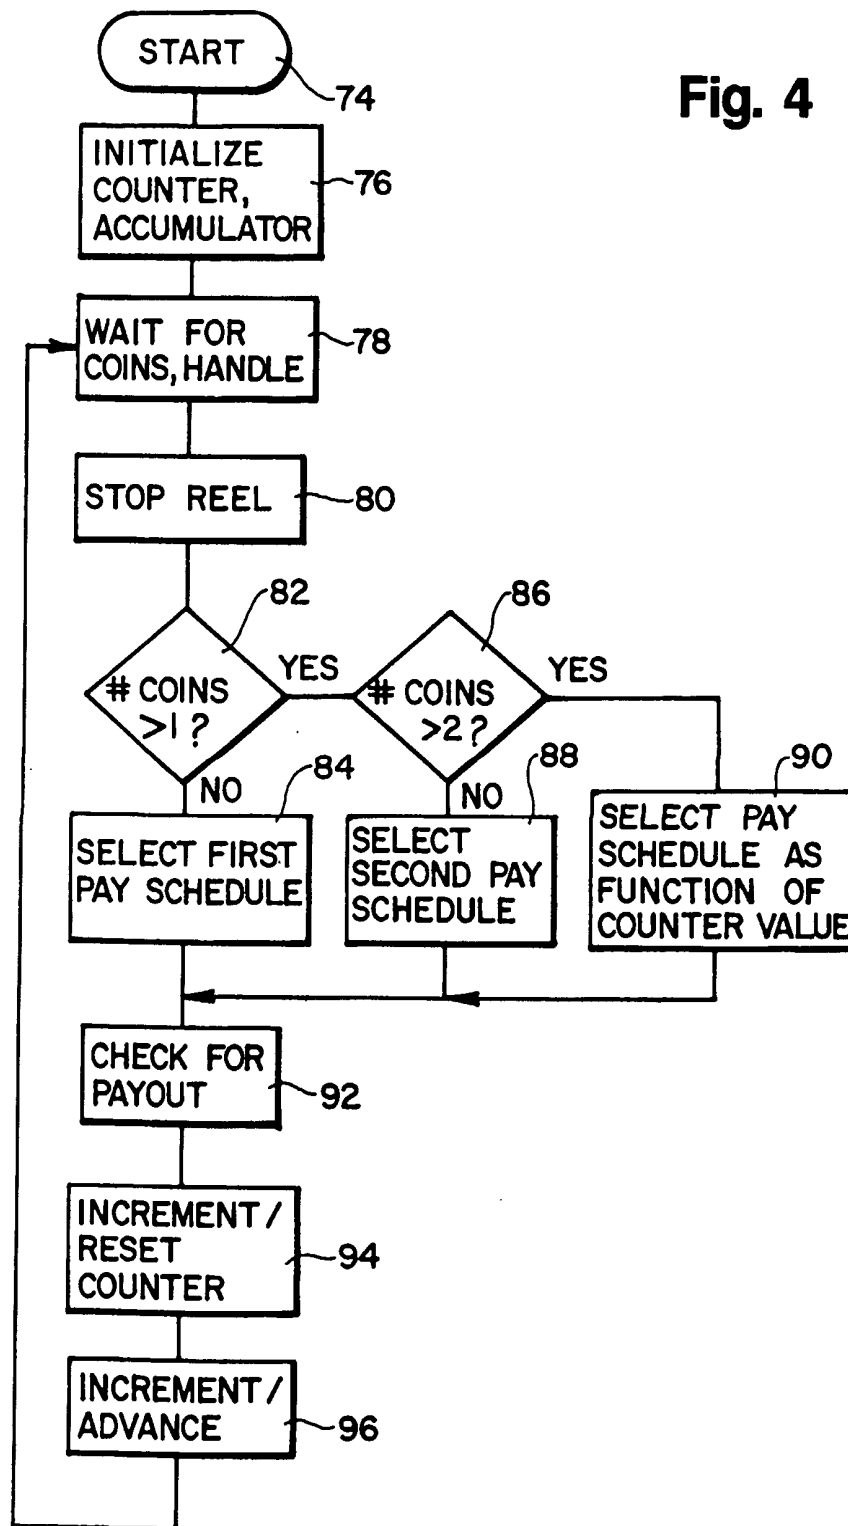 Fig. 4
START
74
INITIALIZE
COUNTER,
ACCUMULATOR
76
WAIT FOR
COINS, HANDLE
78
STOP REEL
80
82
# COINS
>1?
YES
NO
86
# COINS
>2?
YES
NO
84
SELECT FIRST
PAY SCHEDULE
88
SELECT
SECOND PAY
SCHEDULE
90
SELECT PAY
SCHEDULE AS
FUNCTION OF
COUNTER VALUE
CHECK FOR
PAYOUT
92
INCREMENT/
RESET
COUNTER
94
INCREMENT/
ADVANCE
96